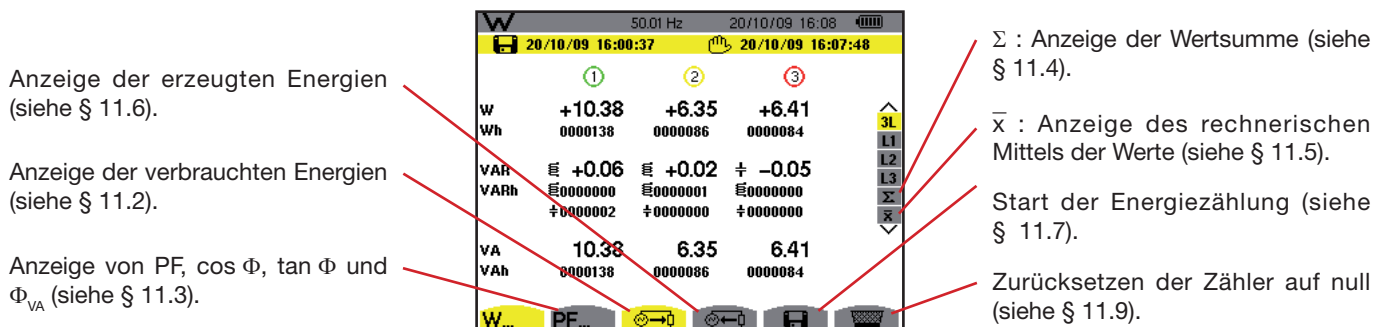 Anzeige der erzeugten Energien
(siehe § 11.6).
Anzeige der verbrauchten Energien
(siehe § 11.2).
Anzeige von PF, cos Φ, tan Φ und
Φ_VA (siehe § 11.3).
W 50.01 Hz 20/10/09 16:08
20/10/09 16:00:37 20/10/09 16:07:48
1 2 3
W +10.38 +6.35 +6.41
Wh 0000138 0000086 0000084
VAR +0.06 +0.02 −0.05
VARh 0000000 0000001 0000000
0000002 0000000 0000000
VA 10.38 6.35 6.41
VAh 0000138 0000086 0000084
3L
L1
L2
L3
Σ
x̅
W... PF...
Σ : Anzeige der Wertsumme (siehe
§ 11.4).
x̅ : Anzeige des rechnerischen
Mittels der Werte (siehe § 11.5).
Start der Energiezählung (siehe
§ 11.7).
Zurücksetzen der Zähler auf null
(siehe § 11.9).